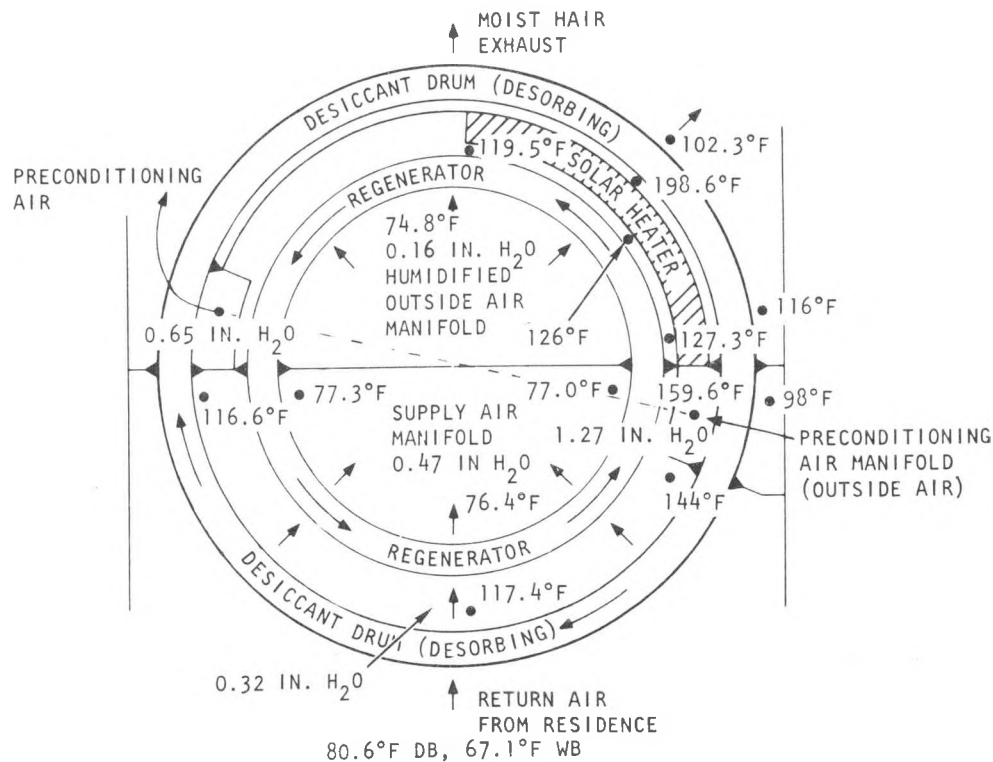 MOIST HAIR
EXHAUST
DESICCANT DRUM (DESORBING)
102.3°F
119.5°F
SOLAR HEATER
198.6°F
PRECONDITIONING
AIR
REGENERATOR
74.8°F
0.16 IN. H2O
HUMIDIFIED
OUTSIDE AIR
MANIFOLD
126°F
116°F
0.65 IN. H2O
127.3°F
116.6°F
77.3°F
77.0°F
159.6°F
98°F
SUPPLY AIR
MANIFOLD
0.47 IN H2O
1.27 IN. H2O
PRECONDITIONING
AIR MANIFOLD
(OUTSIDE AIR)
76.4°F
144°F
REGENERATOR
117.4°F
DESICCANT DRUM (DESORBING)
0.32 IN. H2O
RETURN AIR
FROM RESIDENCE
80.6°F DB, 67.1°F WB